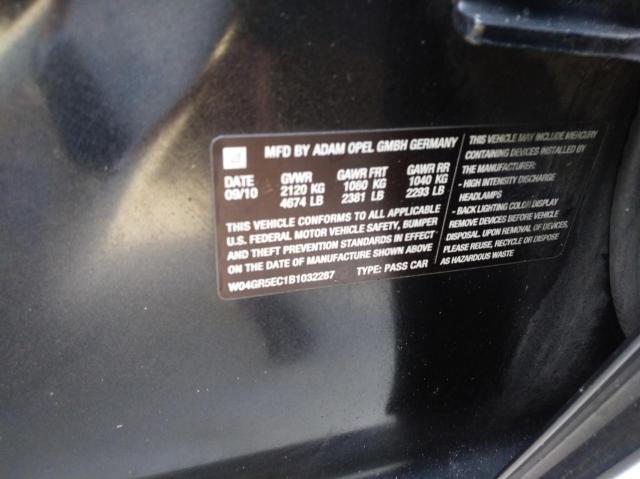 MFD BY ADAM OPEL GMBH GERMANY
DATE GVWR GAWR FRT GAWR RR
09/10 2120 KG 1080 KG 1040 KG
4674 LB 2381 LB 2293 LB
THIS VEHICLE CONFORMS TO ALL APPLICABLE
U.S. FEDERAL MOTOR VEHICLE SAFETY, BUMPER
AND THEFT PREVENTION STANDARDS IN EFFECT
ON THE DATE OF MANUFACTURE SHOWN ABOVE
W04GR5EC1B1032287 TYPE: PASS CAR
THIS VEHICLE MAY INCLUDE MERCURY
CONTAINING DEVICES INSTALLED BY
THE MANUFACTURER:
- HIGH INTENSITY DISCHARGE
HEADLAMPS
- BACK LIGHTING COLOR DISPLAY
REMOVE DEVICES BEFORE VEHICLE
DISPOSAL. UPON REMOVAL OF DEVICES,
PLEASE REUSE, RECYCLE OR DISPOSE
AS HAZARDOUS WASTE